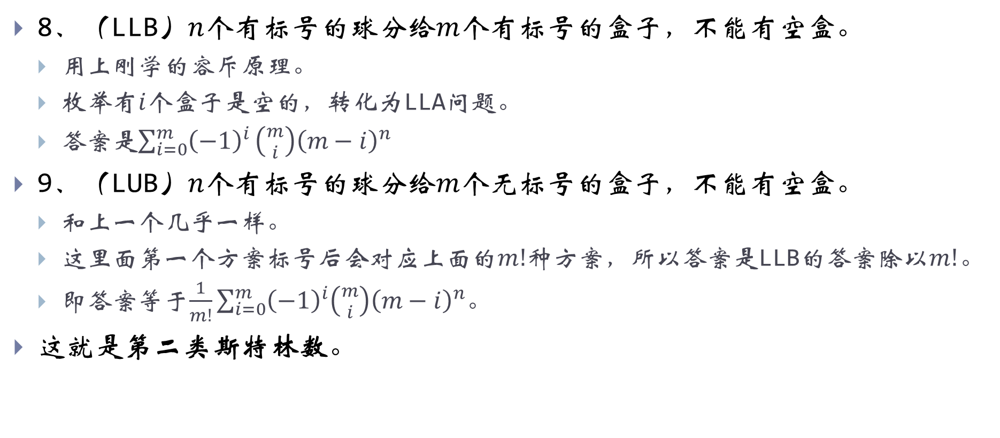 8、（LLB）n个有标号的球分给m个有标号的盒子，不能有空盒。
用上刚学的容斥原理。
枚举有i个盒子是空的，转化为LLA问题。
答案是∑_{i=0}^{m}(−1)^i \binom{m}{i}(m − i)^n
9、（LUB）n个有标号的球分给m个无标号的盒子，不能有空盒。
和上一个几乎一样。
这里面第一个方案标号后会对应上面的m!种方案，所以答案是LLB的答案除以m!。
即答案等于\frac{1}{m!}∑_{i=0}^{m}(−1)^i \binom{m}{i}(m − i)^n。
这就是第二类斯特林数。